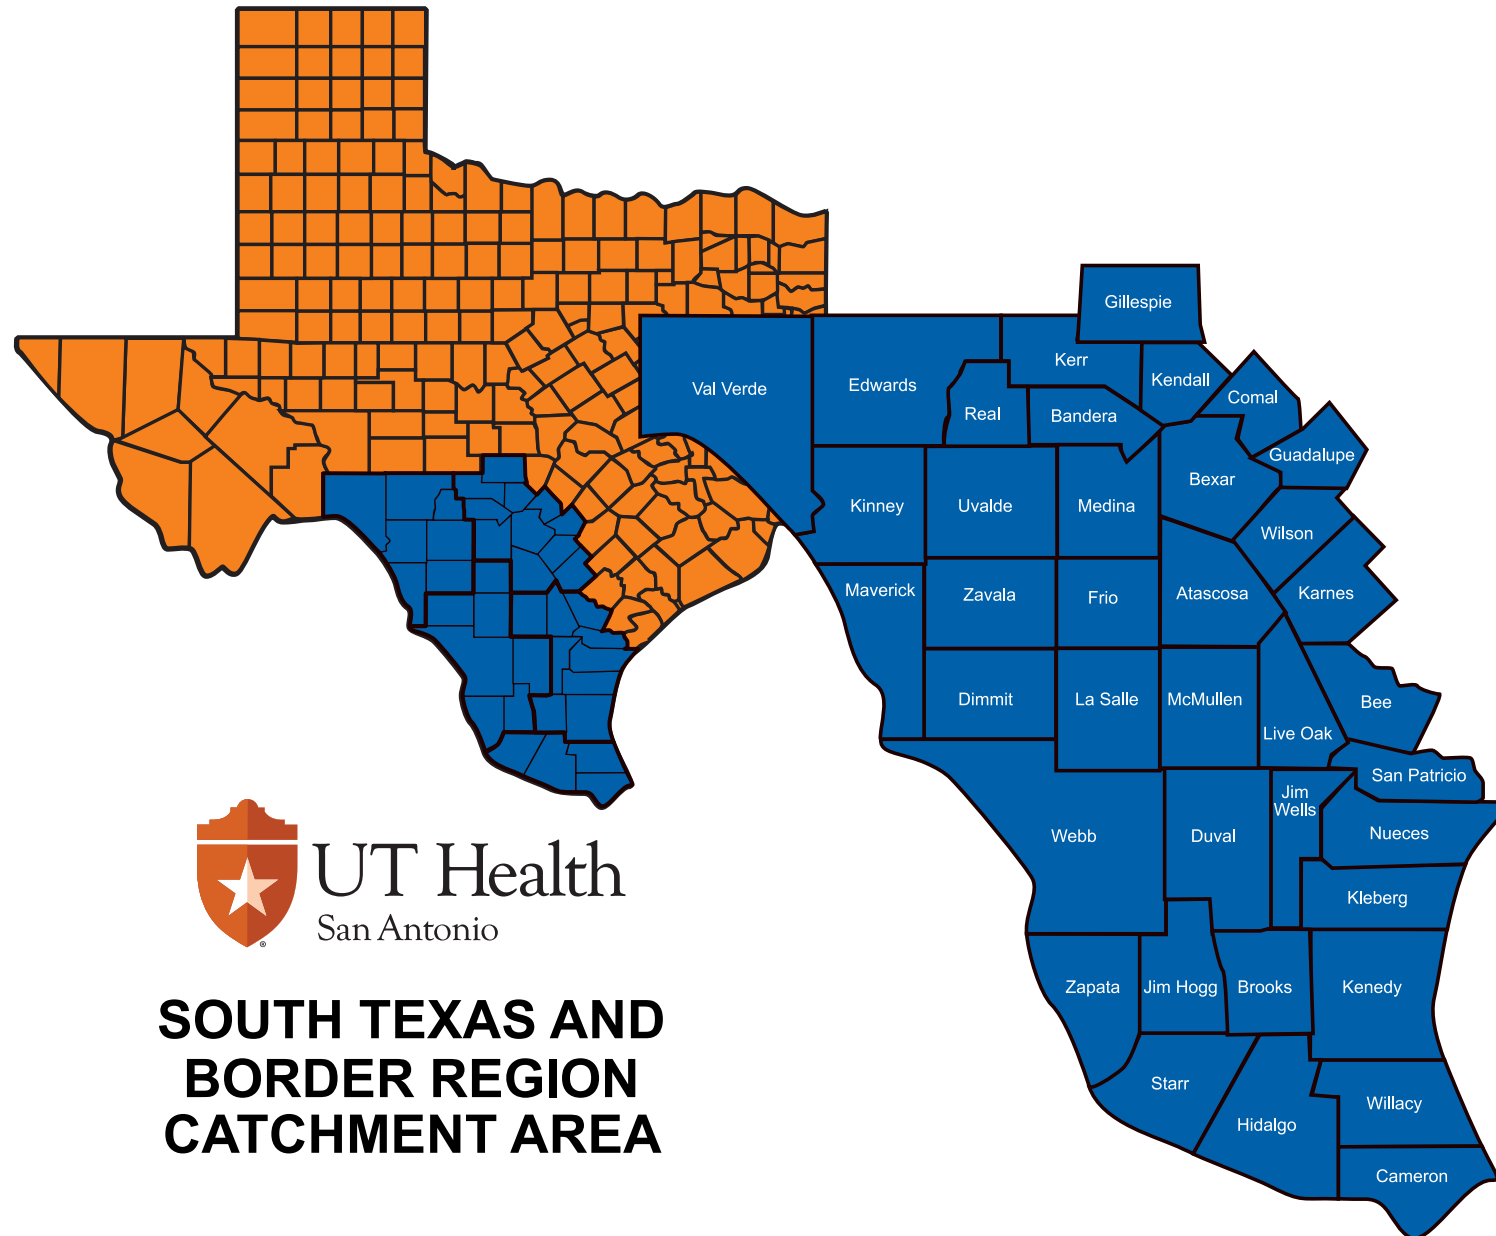 Gillespie
Kerr
Kendall
Val Verde
Edwards
Comal
Real
Bandera
Guadalupe
Bexar
Kinney
Uvalde
Medina
Wilson
Maverick
Zavala
Frio
Atascosa
Karnes
Dimmit
La Salle
McMullen
Bee
Live Oak
San Patricio
Jim
Wells
Webb
Duval
Nueces
Kleberg
Zapata
Jim Hogg
Brooks
Kenedy
Starr
Willacy
Hidalgo
Cameron
UT Health
San Antonio
®
SOUTH TEXAS AND
BORDER REGION
CATCHMENT AREA